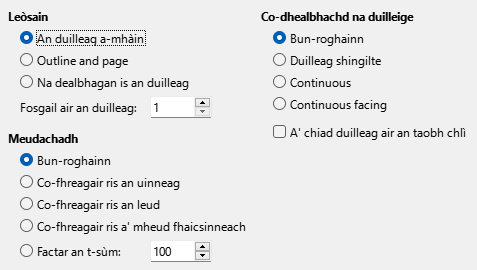 Leòsain
An duilleag a-mhàin
Outline and page
Na dealbhagan is an duilleag
Fosgail air an duilleag: 1
Meudachadh
Bun-roghainn
Co-fhreagair ris an uinneag
Co-fhreagair ris an leud
Co-fhreagair ris a' mheud fhaicsinneach
Factar an t-sùm: 100
Co-dhealbhachd na duilleige
Bun-roghainn
Duilleag shingilte
Continuous
Continuous facing
A' chiad duilleag air an taobh chlì